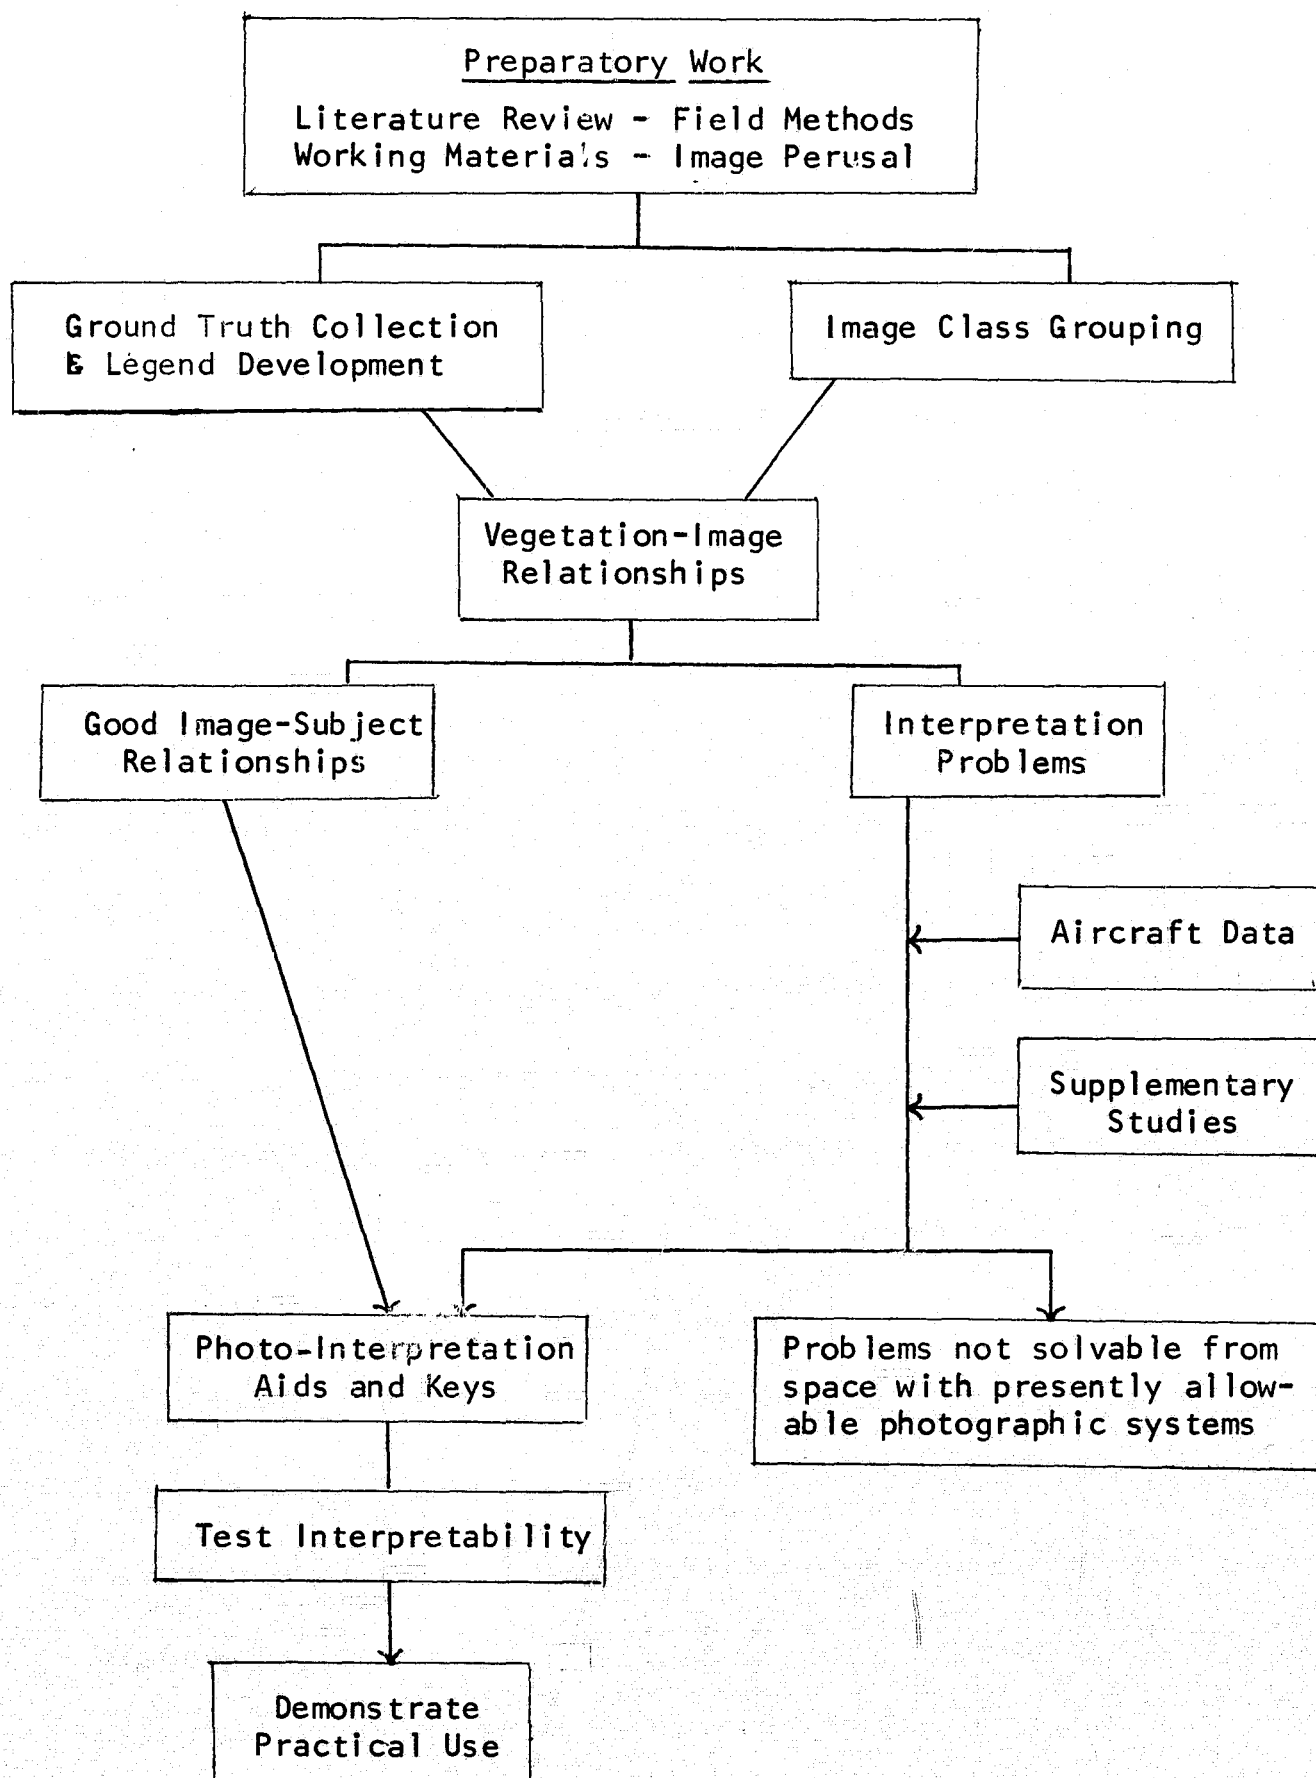 Preparatory Work
Literature Review - Field Methods
Working Materials - Image Perusal
Ground Truth Collection
& Legend Development
Image Class Grouping
Vegetation-Image
Relationships
Good Image-Subject
Relationships
Interpretation
Problems
Aircraft Data
Supplementary
Studies
Photo-Interpretation
Aids and Keys
Problems not solvable from
space with presently allow-
able photographic systems
Test Interpretability
Demonstrate
Practical Use